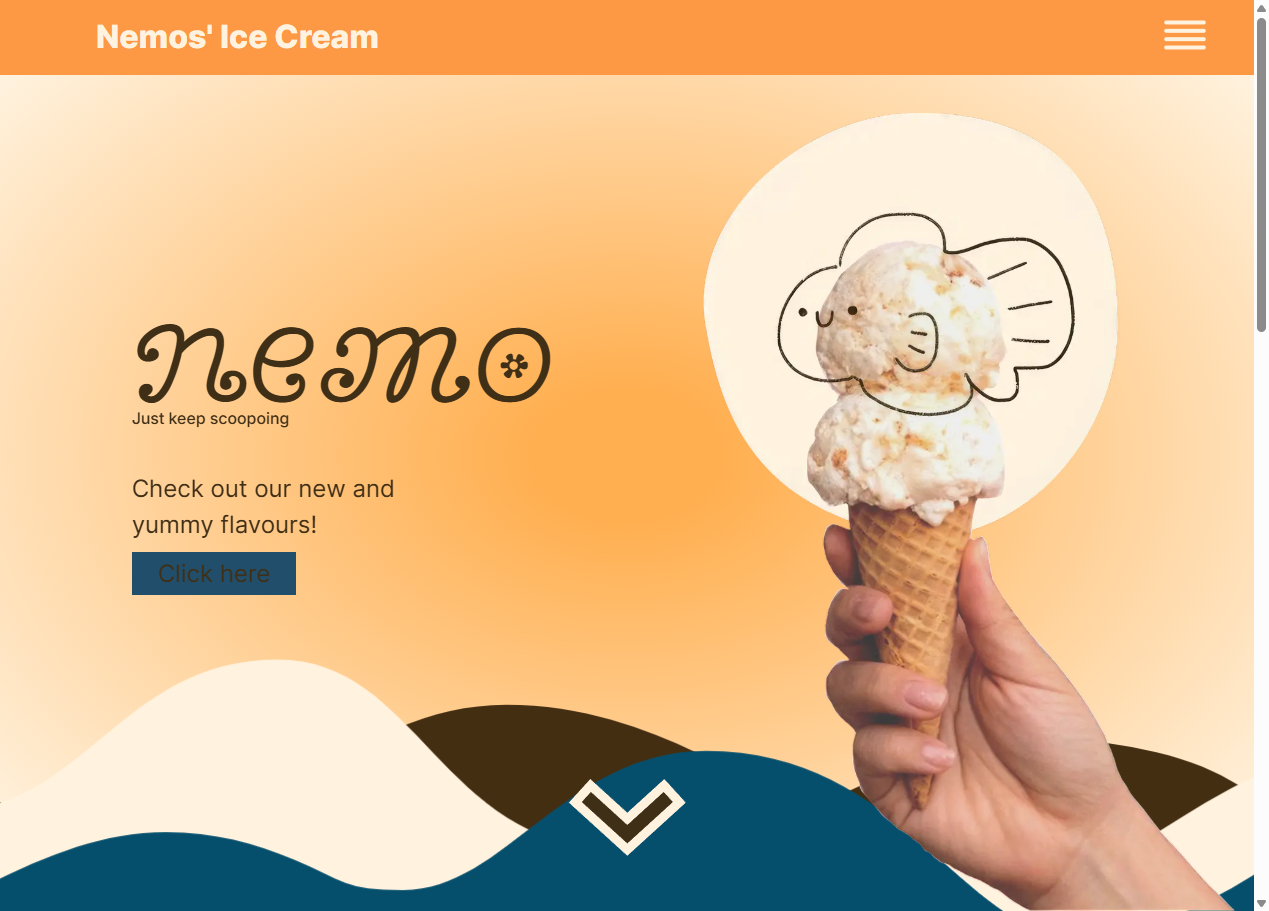 Nemos' Ice Cream
nemo
Just keep scoopoing
Check out our new and
yummy flavours!
Click here